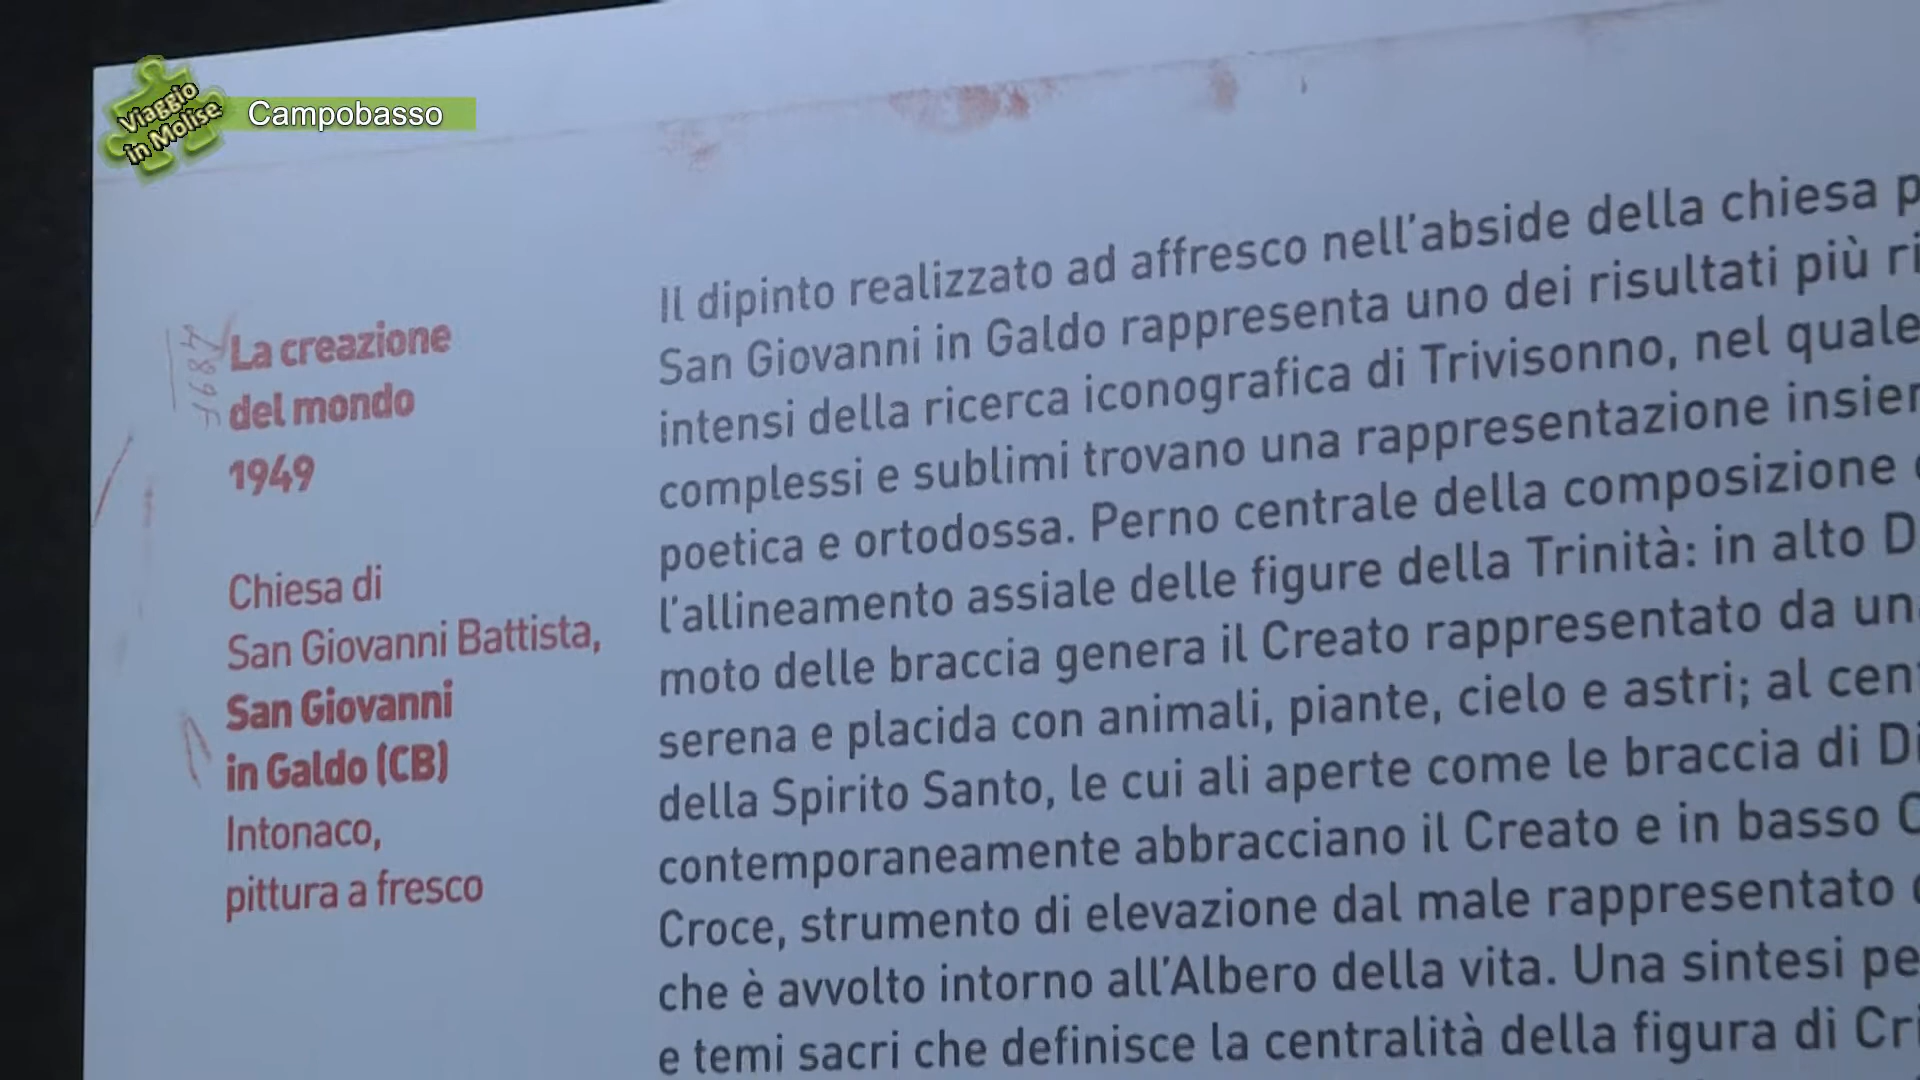 Viaggio
in Molise
Campobasso
La creazione
del mondo
1949
Chiesa di
San Giovanni Battista,
San Giovanni
in Galdo (CB)
Intonaco,
pittura a fresco
Il dipinto realizzato ad affresco nell'abside della chiesa
San Giovanni in Galdo rappresenta uno dei risultati più
intensi della ricerca iconografica di Trivisonno, nel quale
complessi e sublimi trovano una rappresentazione
poetica e ortodossa. Perno centrale della composizione
l'allineamento assiale delle figure della Trinità: in alto
moto delle braccia genera il Creato rappresentato da
serena e placida con animali, piante, cielo e astri; al
della Spirito Santo, le cui ali aperte come le braccia di
contemporaneamente abbracciano il Creato e in basso
Croce, strumento di elevazione dal male rappresentato
che è avvolto intorno all'Albero della vita. Una sintesi
e temi sacri che definisce la centralità della figura di